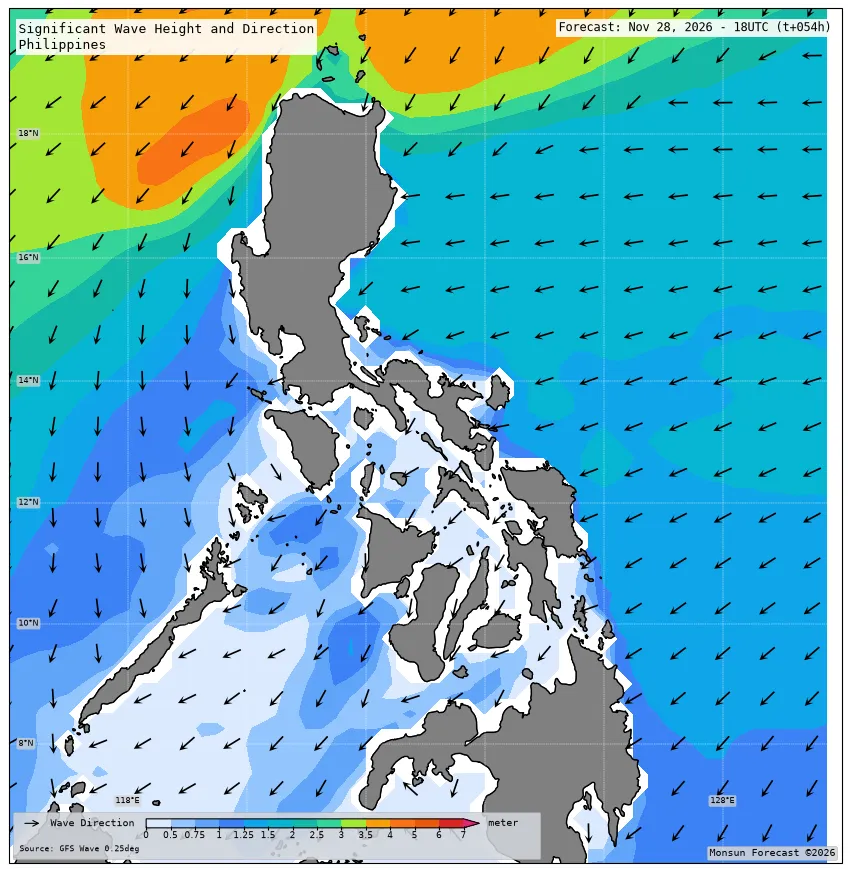 Significant Wave Height and Direction
Philippines
Forecast: Nov 28, 2026 - 18UTC (t+054h)
18°N
16°N
14°N
12°N
10°N
8°N
118°E
128°E
Wave Direction
0 0.5 0.75 1 1.25 1.5 2 2.5 3 3.5 4 5 6 7
meter
Source: GFS Wave 0.25deg
Monsun Forecast ©2026